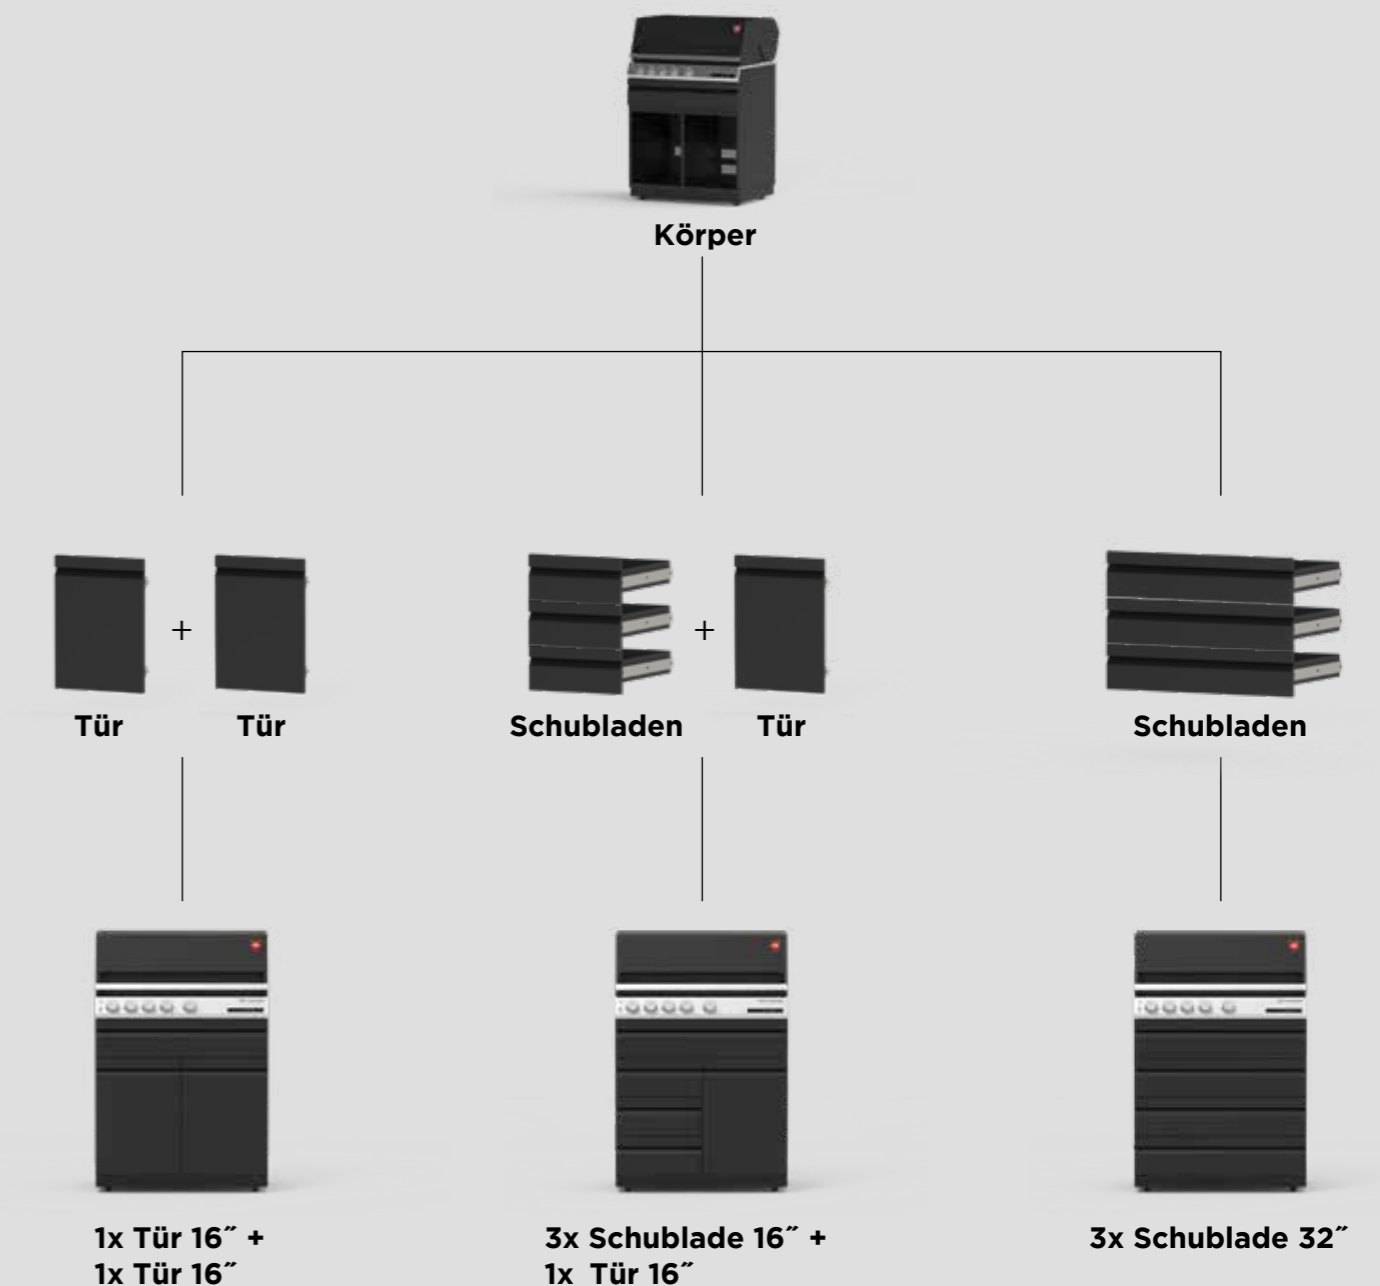 Körper
+
+
Tür
Tür
Schubladen
Tür
Schubladen
1x Tür 16˝ +
1x Tür 16˝
3x Schublade 16˝ +
1x Tür 16˝
3x Schublade 32˝